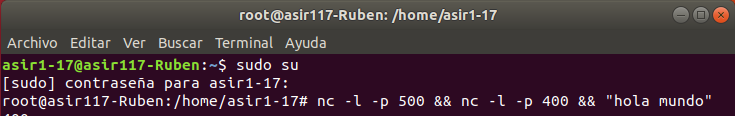 root@asir117-Ruben: /home/asir1-17
Archivo Editar Ver Buscar Terminal Ayuda
asir1-17@asir117-Ruben:~$ sudo su
[sudo] contraseña para asir1-17:
root@asir117-Ruben:/home/asir1-17# nc -l -p 500 && nc -l -p 400 && "hola mundo"